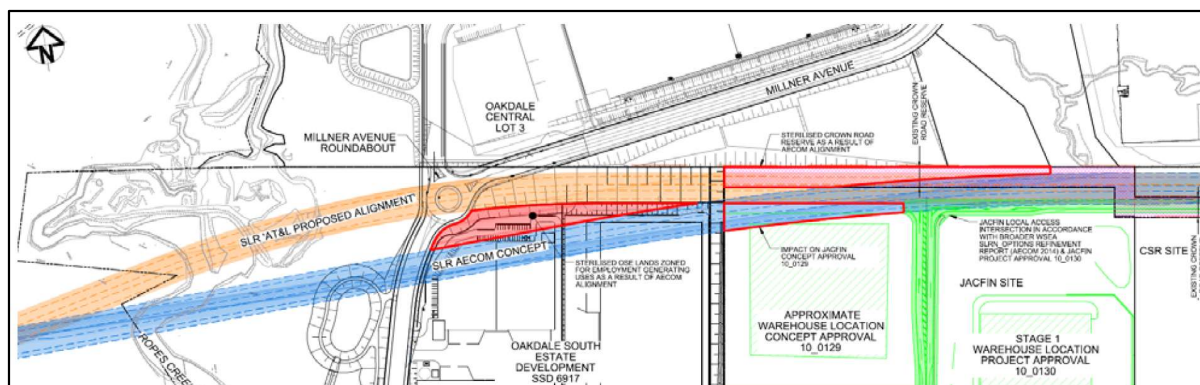 N
OAKDALE
CENTRAL
LOT 3
MILLNER AVENUE
MILLNER AVENUE
ROUNDABOUT
EXISTING CROWN
ROAD RESERVE
STERILISED CROWN ROAD
RESERVE AS A RESULT OF
AECOM ALIGNMENT
SLR 'AT&L PROPOSED ALIGNMENT'
SLR AECOM CONCEPT
STERILISED OSE LANDS ZONED
FOR EMPLOYMENT GENERATING
USES AS A RESULT OF AECOM
ALIGNMENT
IMPACT ON JACFIN
CONCEPT APPROVAL
10_0129
JACFIN LOCAL ACCESS
INTERSECTION IN ACCORDANCE
WITH BROADER WSEA
SLRN_OPTIONS REFINEMENT
REPORT (AECOM 2014) & JACFIN
PROJECT APPROVAL 10_0130
CSR SITE
EXISTING CROWN
JACFIN SITE
ROPES CREEK
OAKDALE SOUTH
ESTATE
DEVELOPMENT
SSD 6917
APPROXIMATE
WAREHOUSE LOCATION
CONCEPT APPROVAL
10_0129
STAGE 1
WAREHOUSE LOCATION
PROJECT APPROVAL
10_0130